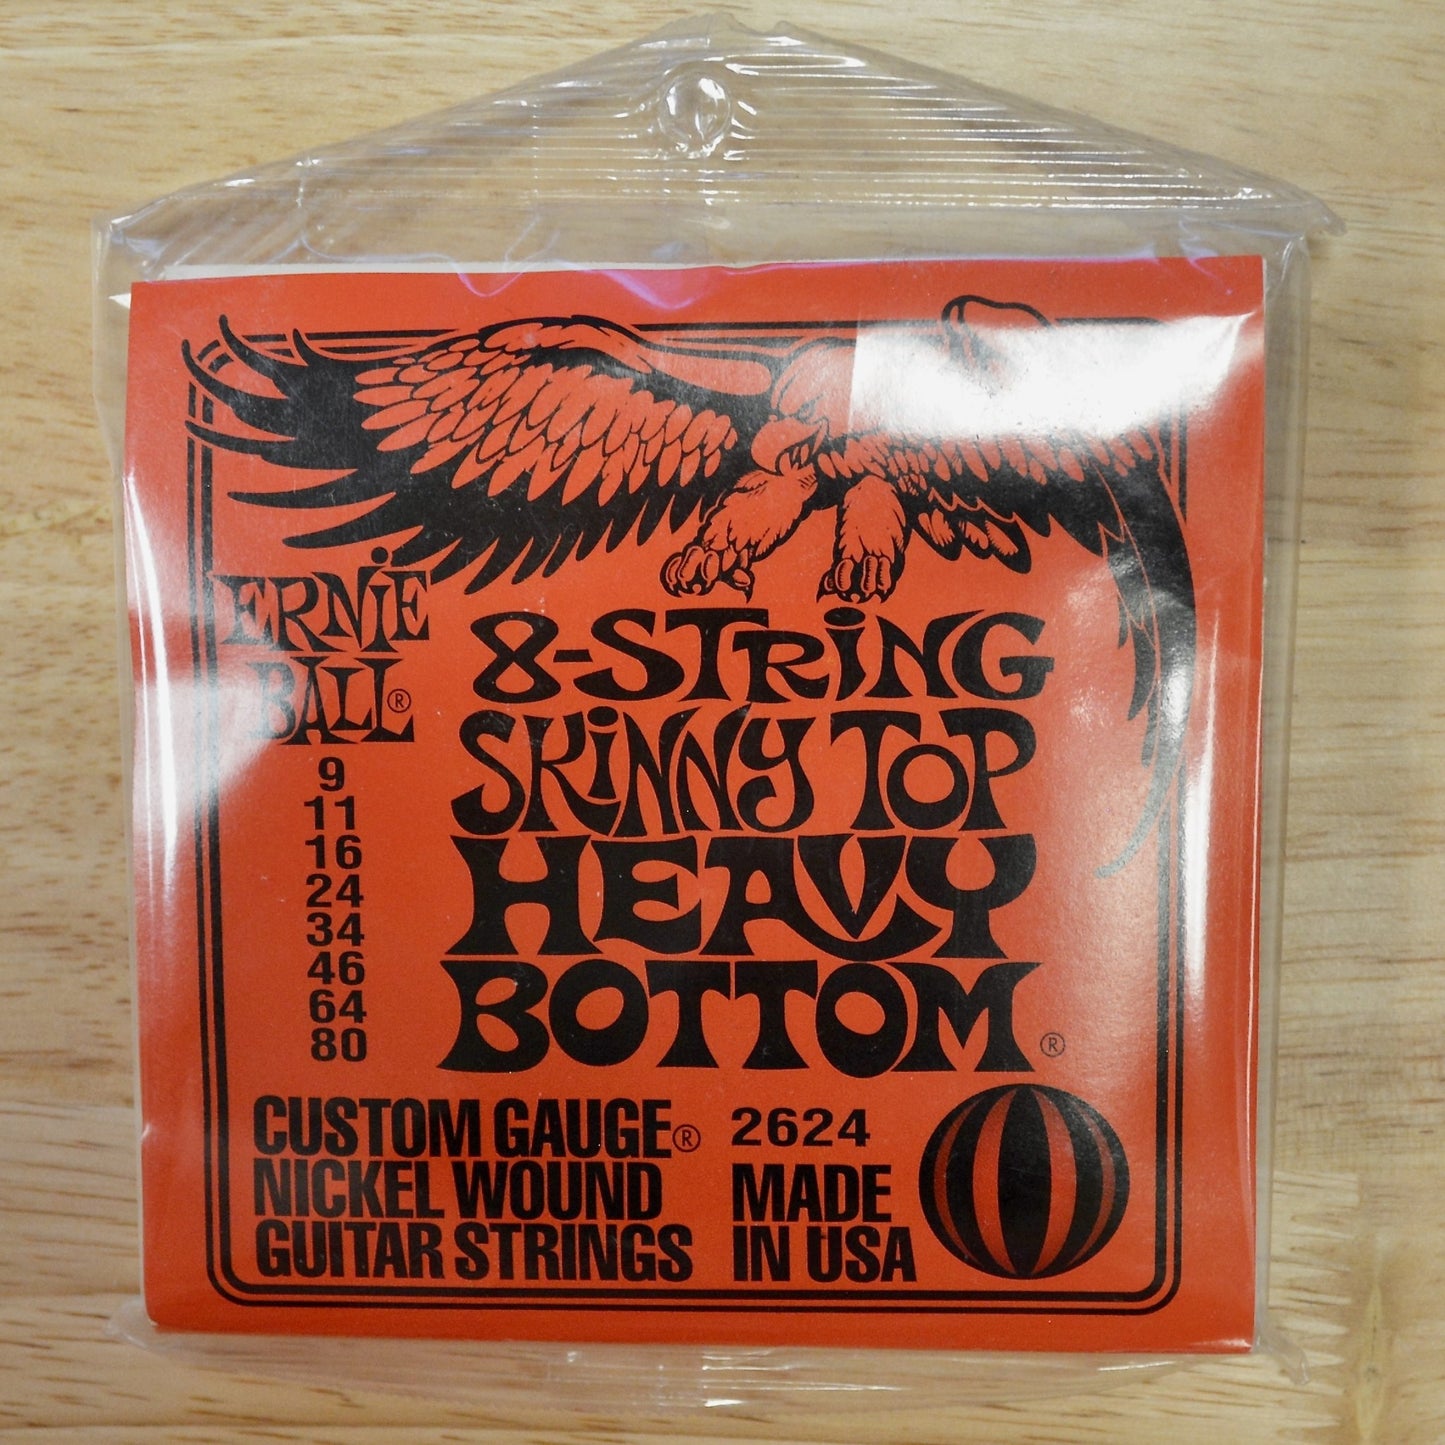 ERNiE
BALL®
9
11
16
24
34
46
64
80
8-STRiNG
SKiNNY TOP
HEAVY
BOTTOM®
CUSTOM GAUGE®
NICKEL WOUND
GUITAR STRINGS
2624
MADE
IN USA